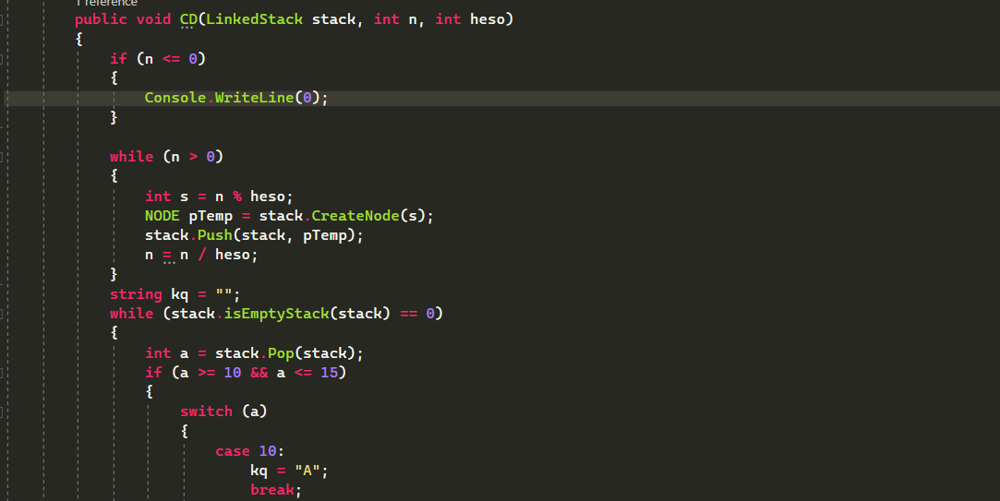 1 reference
public void CD(LinkedStack stack, int n, int heso)
{
if (n <= 0)
{
Console.WriteLine(0);
}
while (n > 0)
{
int s = n % heso;
NODE pTemp = stack.CreateNode(s);
stack.Push(stack, pTemp);
n = n / heso;
}
string kq = "";
while (stack.isEmptyStack(stack) == 0)
{
int a = stack.Pop(stack);
if (a >= 10 && a <= 15)
{
switch (a)
{
case 10:
kq = "A";
break;